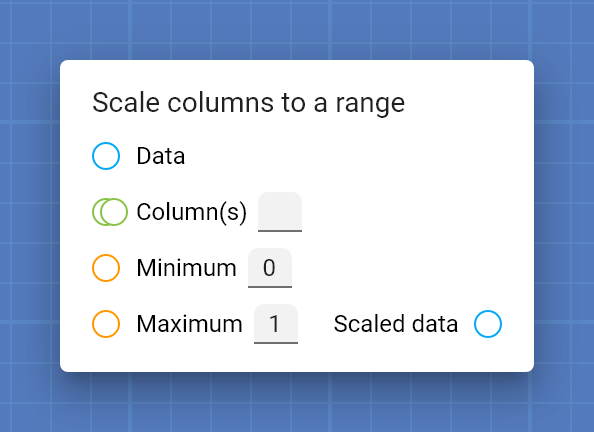 Scale columns to a range
Data
Column(s)
Minimum 0
Maximum 1 Scaled data